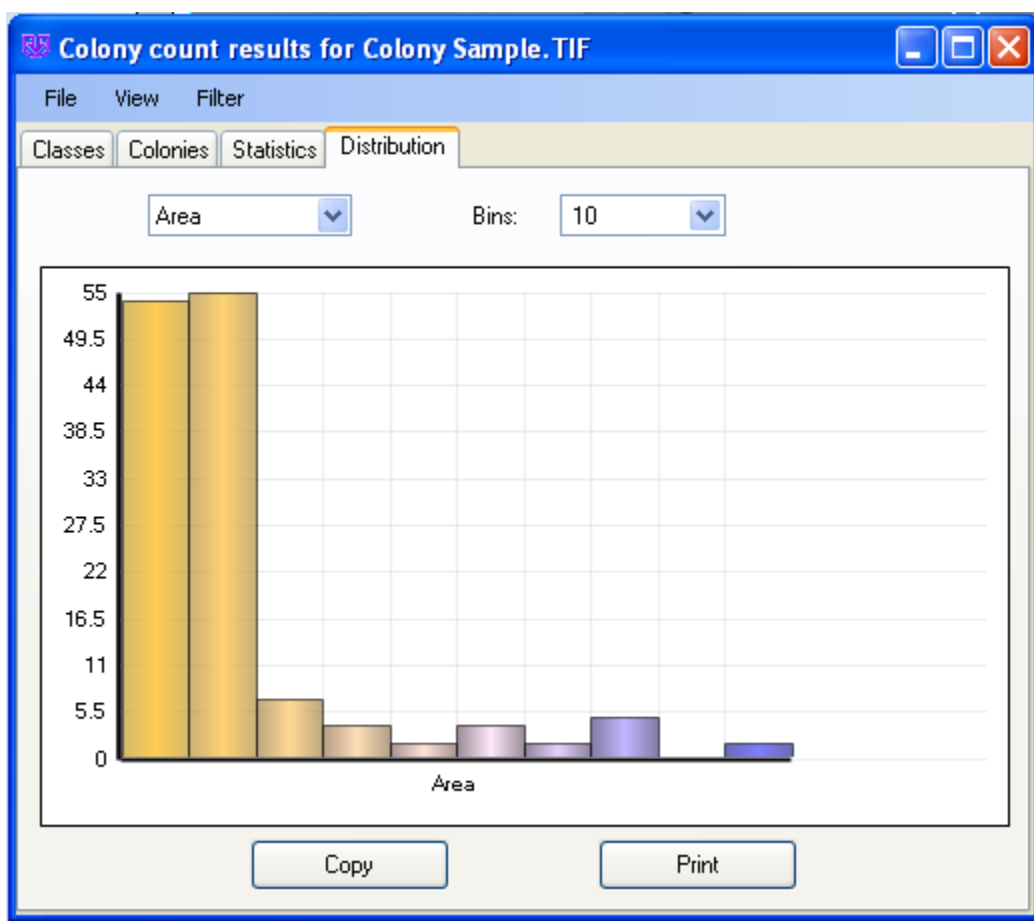 Colony count results for Colony Sample.TIF
File View Filter
Classes Colonies Statistics Distribution
Area Bins: 10
55
49.5
44
38.5
33
27.5
22
16.5
11
5.5
0
Area
Copy Print